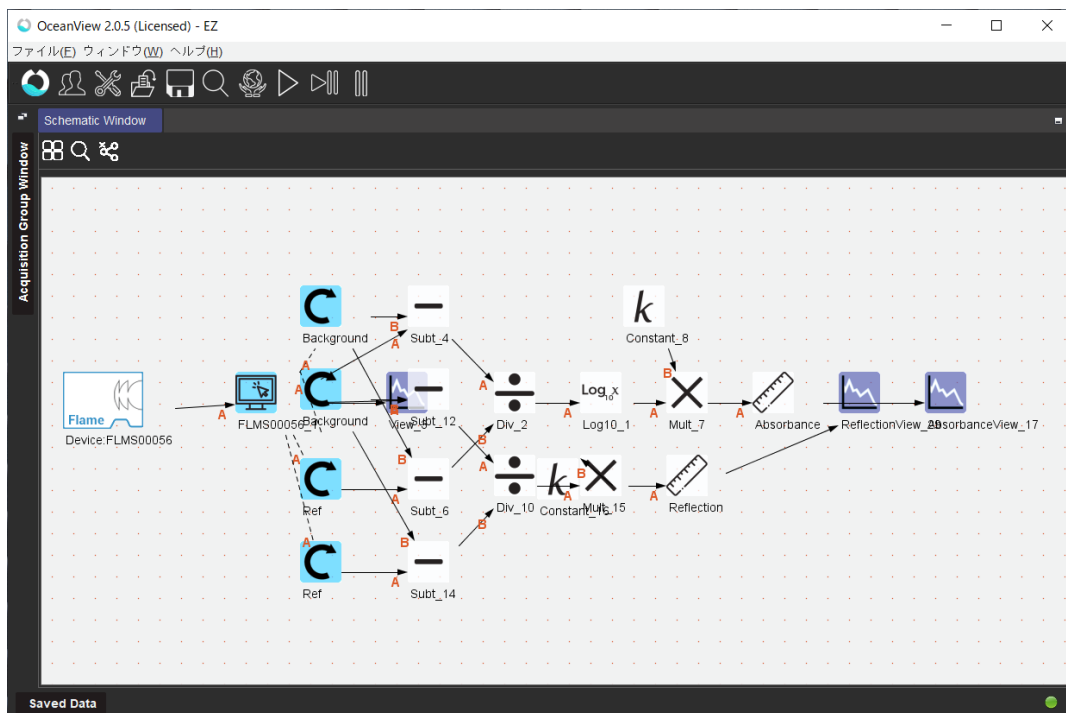 OceanView 2.0.5 (Licensed) - EZ
ファイル(F) ウィンドウ(W) ヘルプ(H)
Schematic Window
Acquisition Group Window
k
Background
B
Subt_4
Constant_8
A
A
B
Flame
Device:FLMS00056
A
A
Background
Subt_12
A
B
Div_2
Log10 x
A
Log10_1
A
Mult_7
A
Absorbance
AbsorbanceView_17
A
B
A
k
B
A
A
Ref
A
Subt_6
Div_10
Mult_15
Reflection
B
A
B
Ref
A
Subt_14
Saved Data